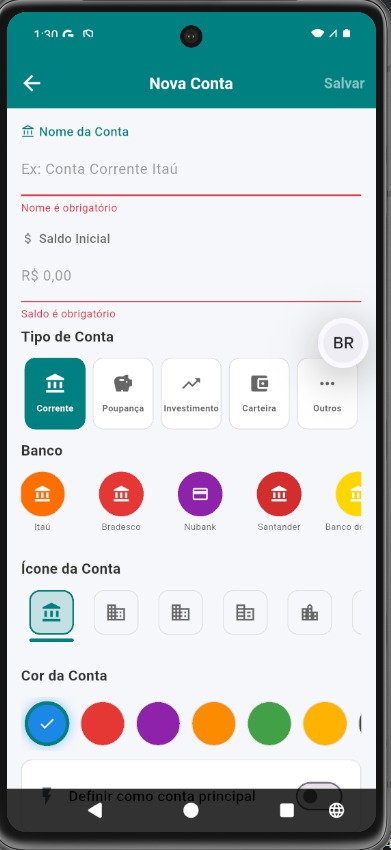 1:30
Nova Conta
Salvar
Nome da Conta
Ex: Conta Corrente Itaú
Nome é obrigatório
$ Saldo Inicial
R$ 0,00
Saldo é obrigatório
BR
Tipo de Conta
Corrente Poupança Investimento Carteira Outros
Banco
Itaú Bradesco Nubank Santander Banco do
Ícone da Conta
Cor da Conta
Definir como conta principal